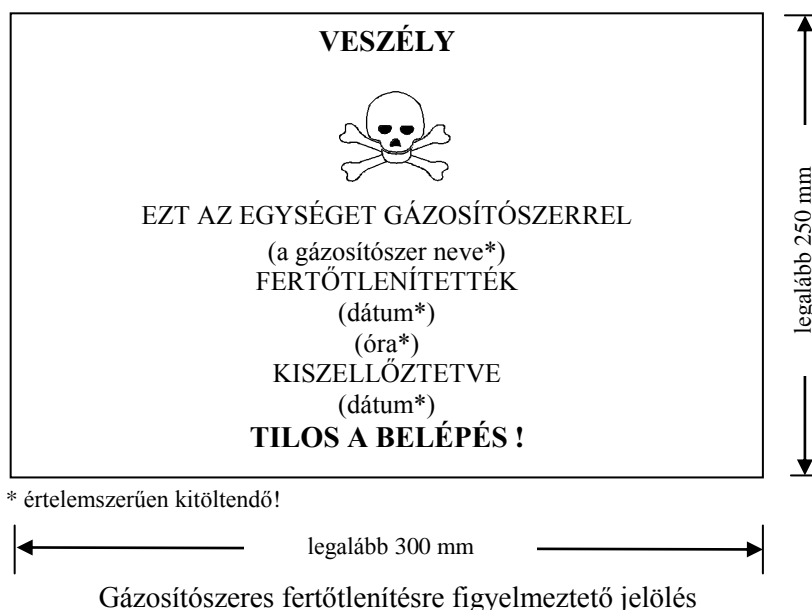 VESZÉLY
EZT AZ EGYSÉGET GÁZOSÍTÓSZERREL
(a gázosítószer neve*)
FERTŐTLENÍTETTÉK
(dátum*)
(óra*)
KISZELLŐZTETVE
(dátum*)
TILOS A BELÉPÉS !
legalább 250 mm
* értelemszerűen kitöltendő!
legalább 300 mm
Gázosítószeres fertőtlenítésre figyelmeztető jelölés